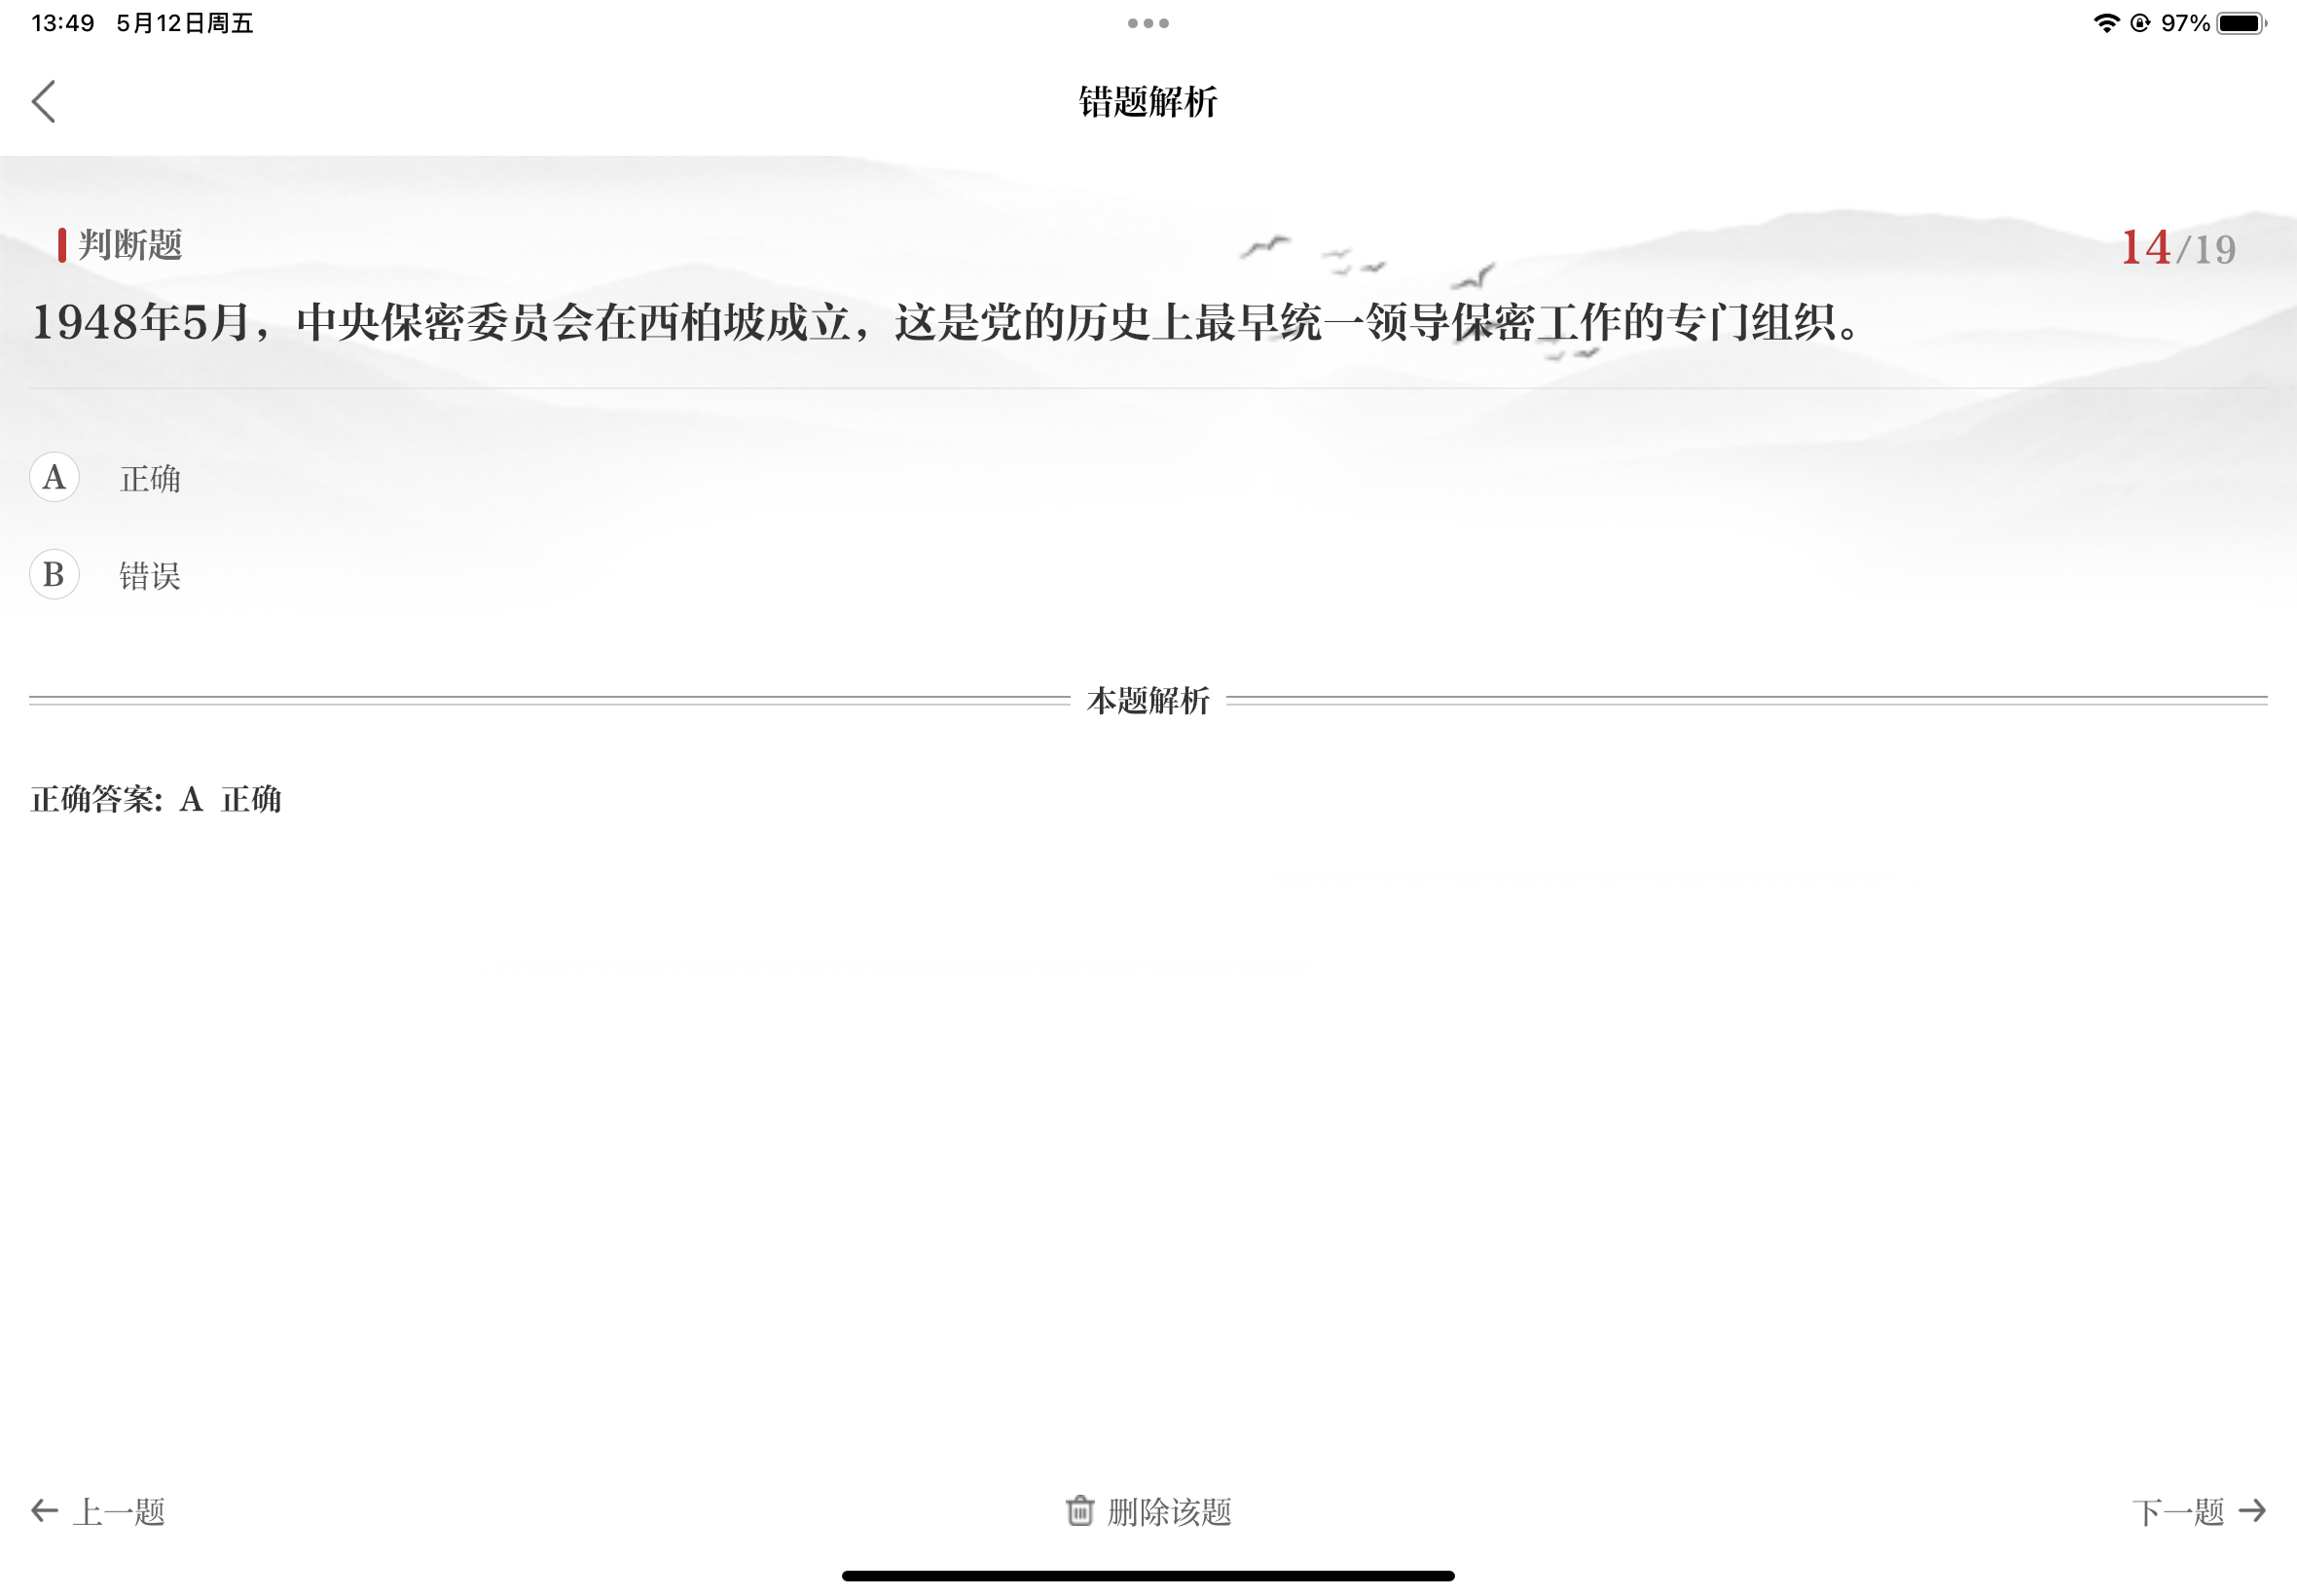 13:49 5月12日周五
97%
错题解析
判断题
14/19
1948年5月，中央保密委员会在西柏坡成立，这是党的历史上最早统一领导保密工作的专门组织。
A 正确
B 错误
本题解析
正确答案: A 正确
上一题 删除该题 下一题